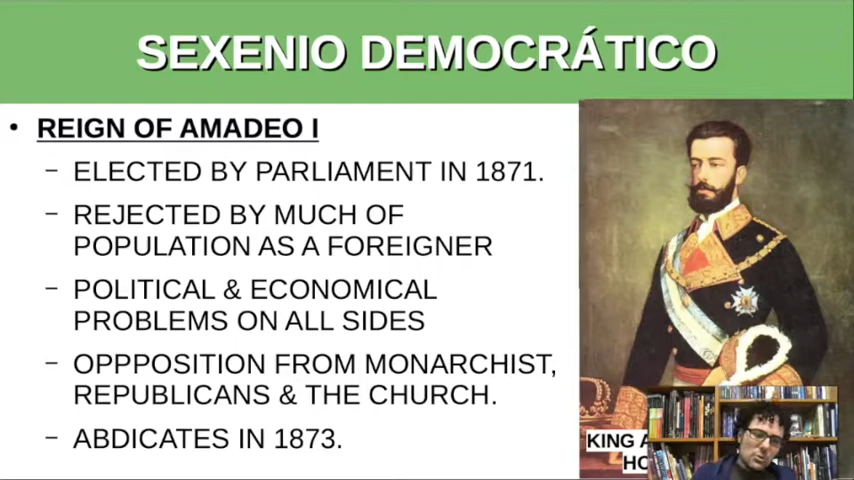 SEXENIO DEMOCRÁTICO
• REIGN OF AMADEO I
– ELECTED BY PARLIAMENT IN 1871.
– REJECTED BY MUCH OF
POPULATION AS A FOREIGNER
– POLITICAL & ECONOMICAL
PROBLEMS ON ALL SIDES
– OPPPOSITION FROM MONARCHIST,
REPUBLICANS & THE CHURCH.
– ABDICATES IN 1873.
KING